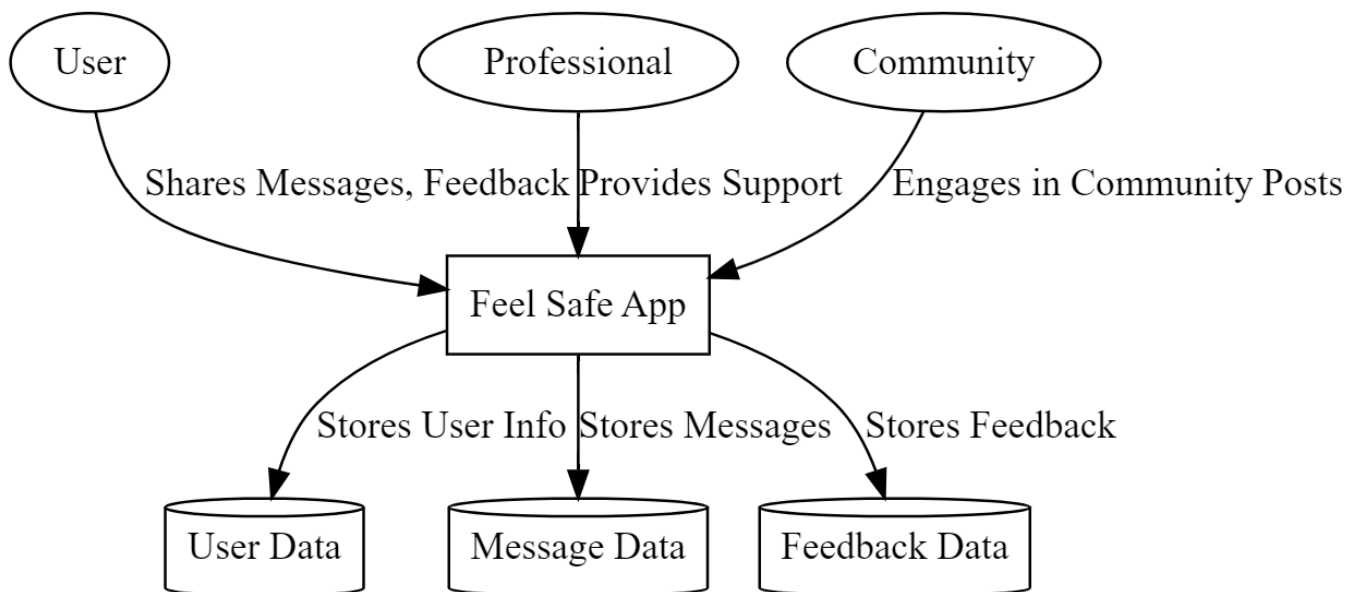 User
Professional
Community
Shares Messages, Feedback
Provides Support
Engages in Community Posts
Feel Safe App
Stores User Info
Stores Messages
Stores Feedback
User Data
Message Data
Feedback Data